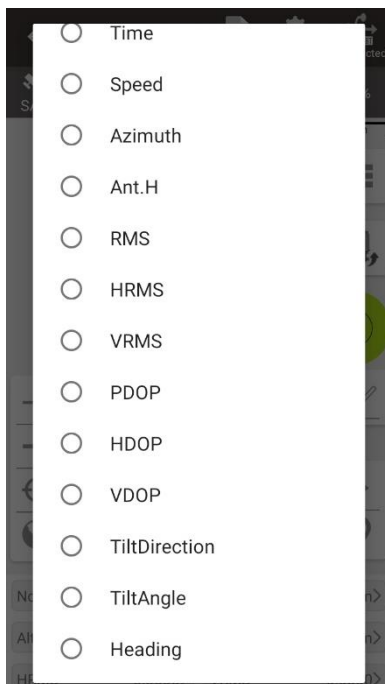 Time
Speed
Azimuth
Ant.H
RMS
HRMS
VRMS
PDOP
HDOP
VDOP
TiltDirection
TiltAngle
Heading